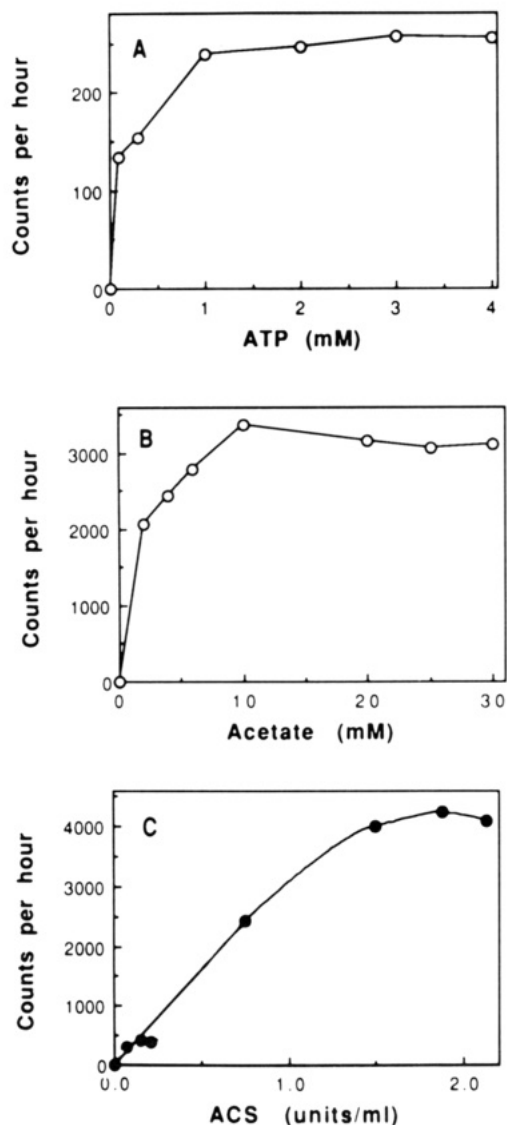 A
Counts per hour
200
100
0
0 1 2 3 4
ATP (mM)
B
Counts per hour
3000
2000
1000
0
0 10 20 30
Acetate (mM)
C
Counts per hour
4000
3000
2000
1000
0
0.0 1.0 2.0
ACS (units/ml)